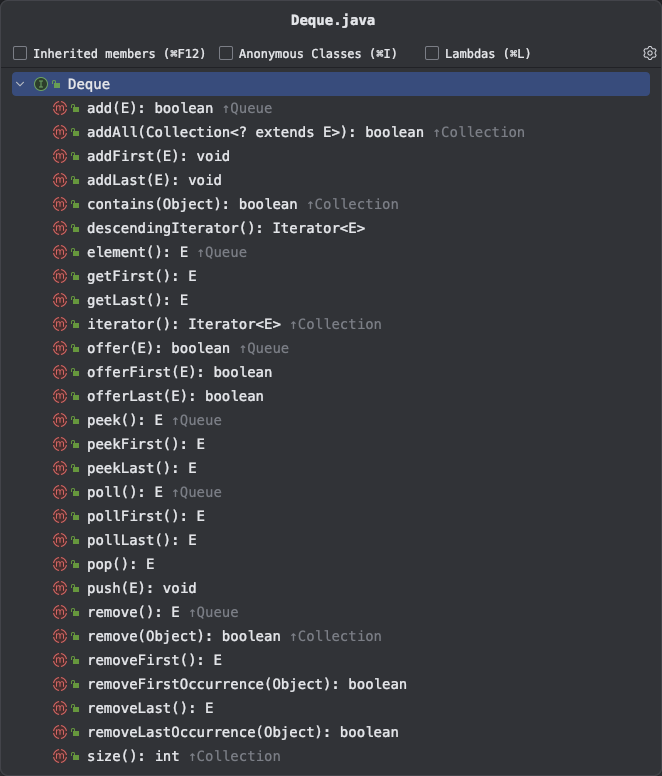 Deque.java
Inherited members (⌘F12) Anonymous Classes (⌘I) Lambdas (⌘L)
Deque
add(E): boolean ↑Queue
addAll(Collection<? extends E>): boolean ↑Collection
addFirst(E): void
addLast(E): void
contains(Object): boolean ↑Collection
descendingIterator(): Iterator<E>
element(): E ↑Queue
getFirst(): E
getLast(): E
iterator(): Iterator<E> ↑Collection
offer(E): boolean ↑Queue
offerFirst(E): boolean
offerLast(E): boolean
peek(): E ↑Queue
peekFirst(): E
peekLast(): E
poll(): E ↑Queue
pollFirst(): E
pollLast(): E
pop(): E
push(E): void
remove(): E ↑Queue
remove(Object): boolean ↑Collection
removeFirst(): E
removeFirstOccurrence(Object): boolean
removeLast(): E
removeLastOccurrence(Object): boolean
size(): int ↑Collection